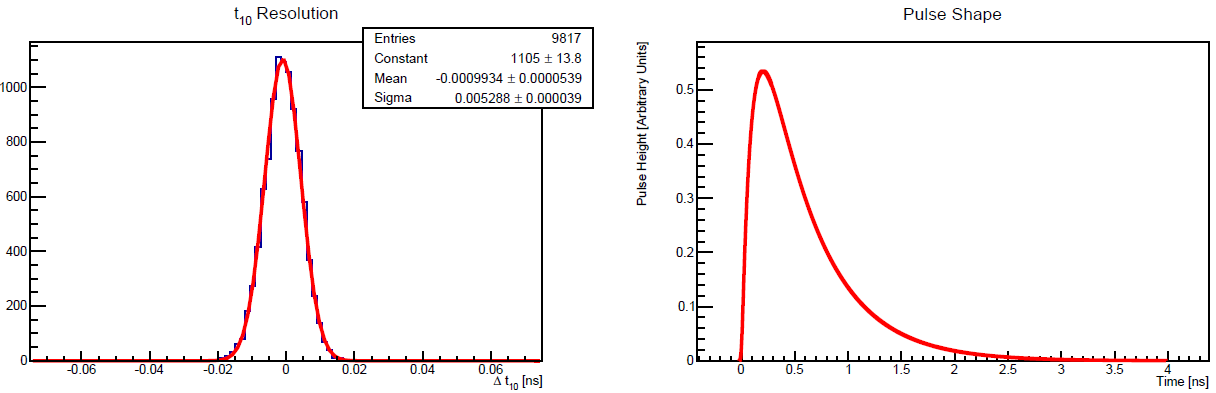 t10 Resolution
Entries 9817
Constant 1105 ± 13.8
Mean -0.0009934 ± 0.0000539
Sigma 0.005288 ± 0.000039
1000
800
600
400
200
0
-0.06 -0.04 -0.02 0 0.02 0.04 0.06
Δ t10 [ns]
Pulse Shape
Pulse Height [Arbitrary Units]
0.5
0.4
0.3
0.2
0.1
0
0 0.5 1 1.5 2 2.5 3 3.5 4
Time [ns]